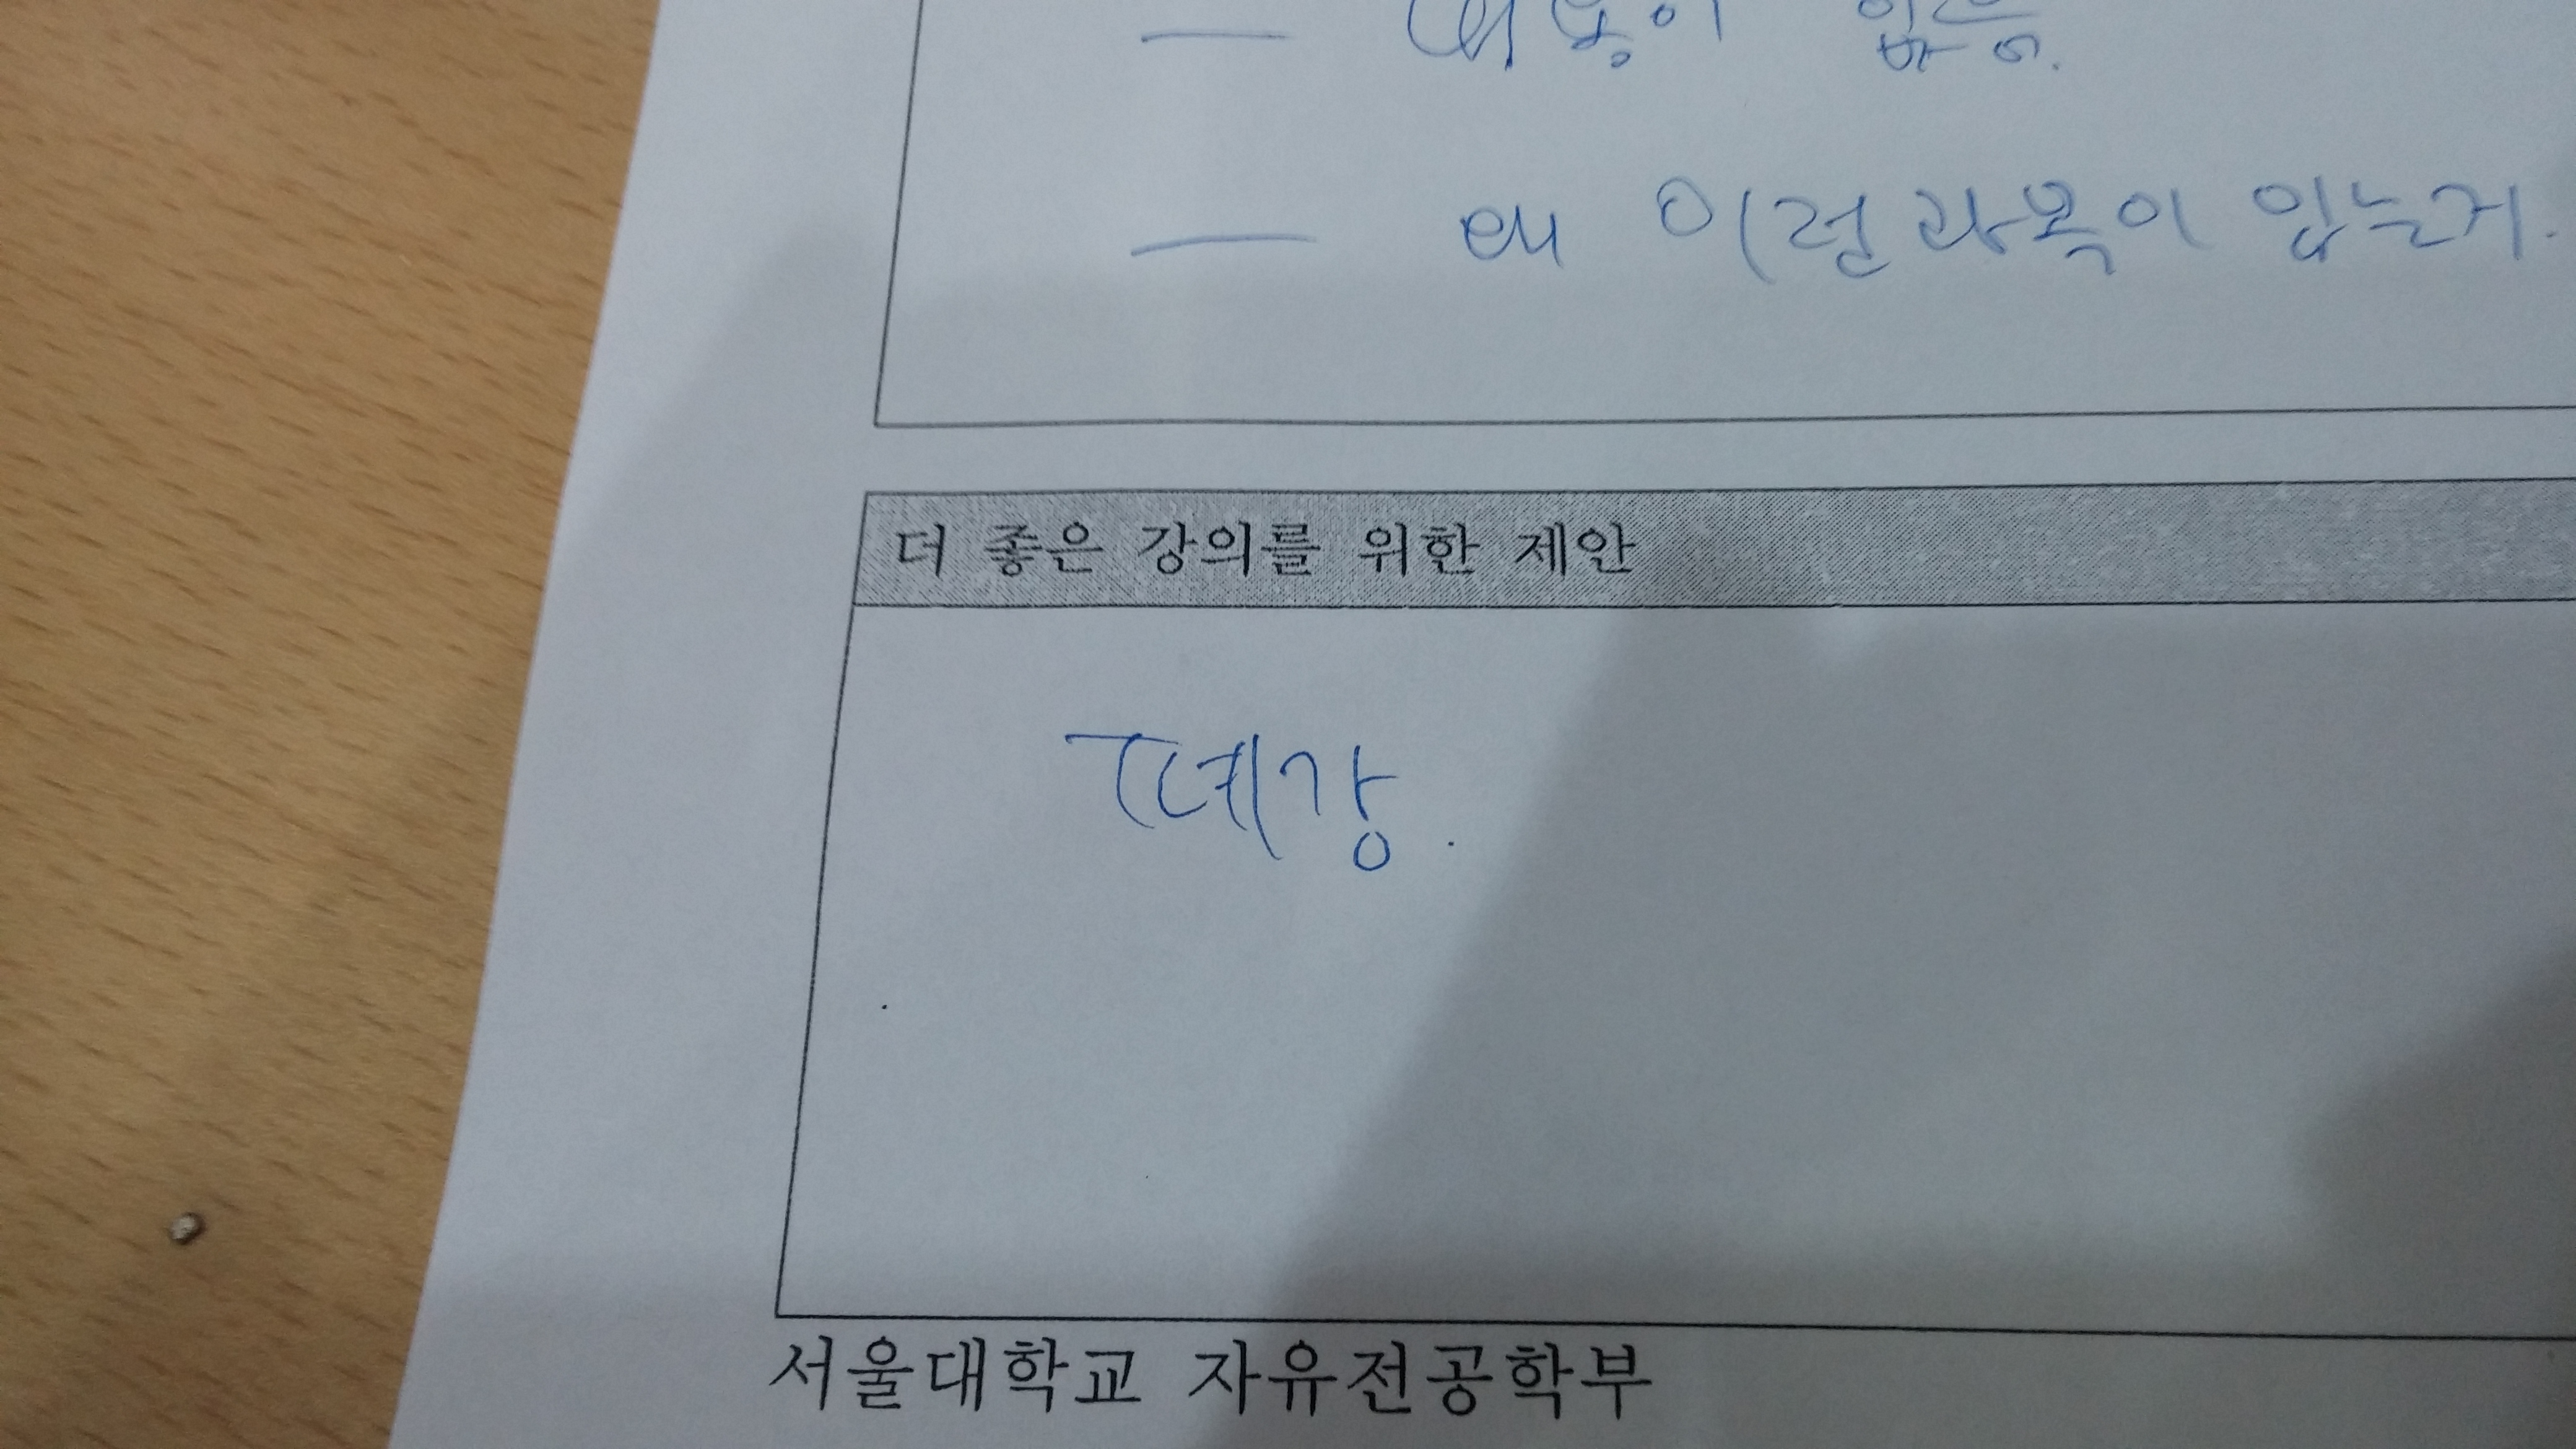 — 내용이 없음.
— 왜 이런 과목이 있는거.
더 좋은 강의를 위한 제안
폐강.
서울대학교 자유전공학부